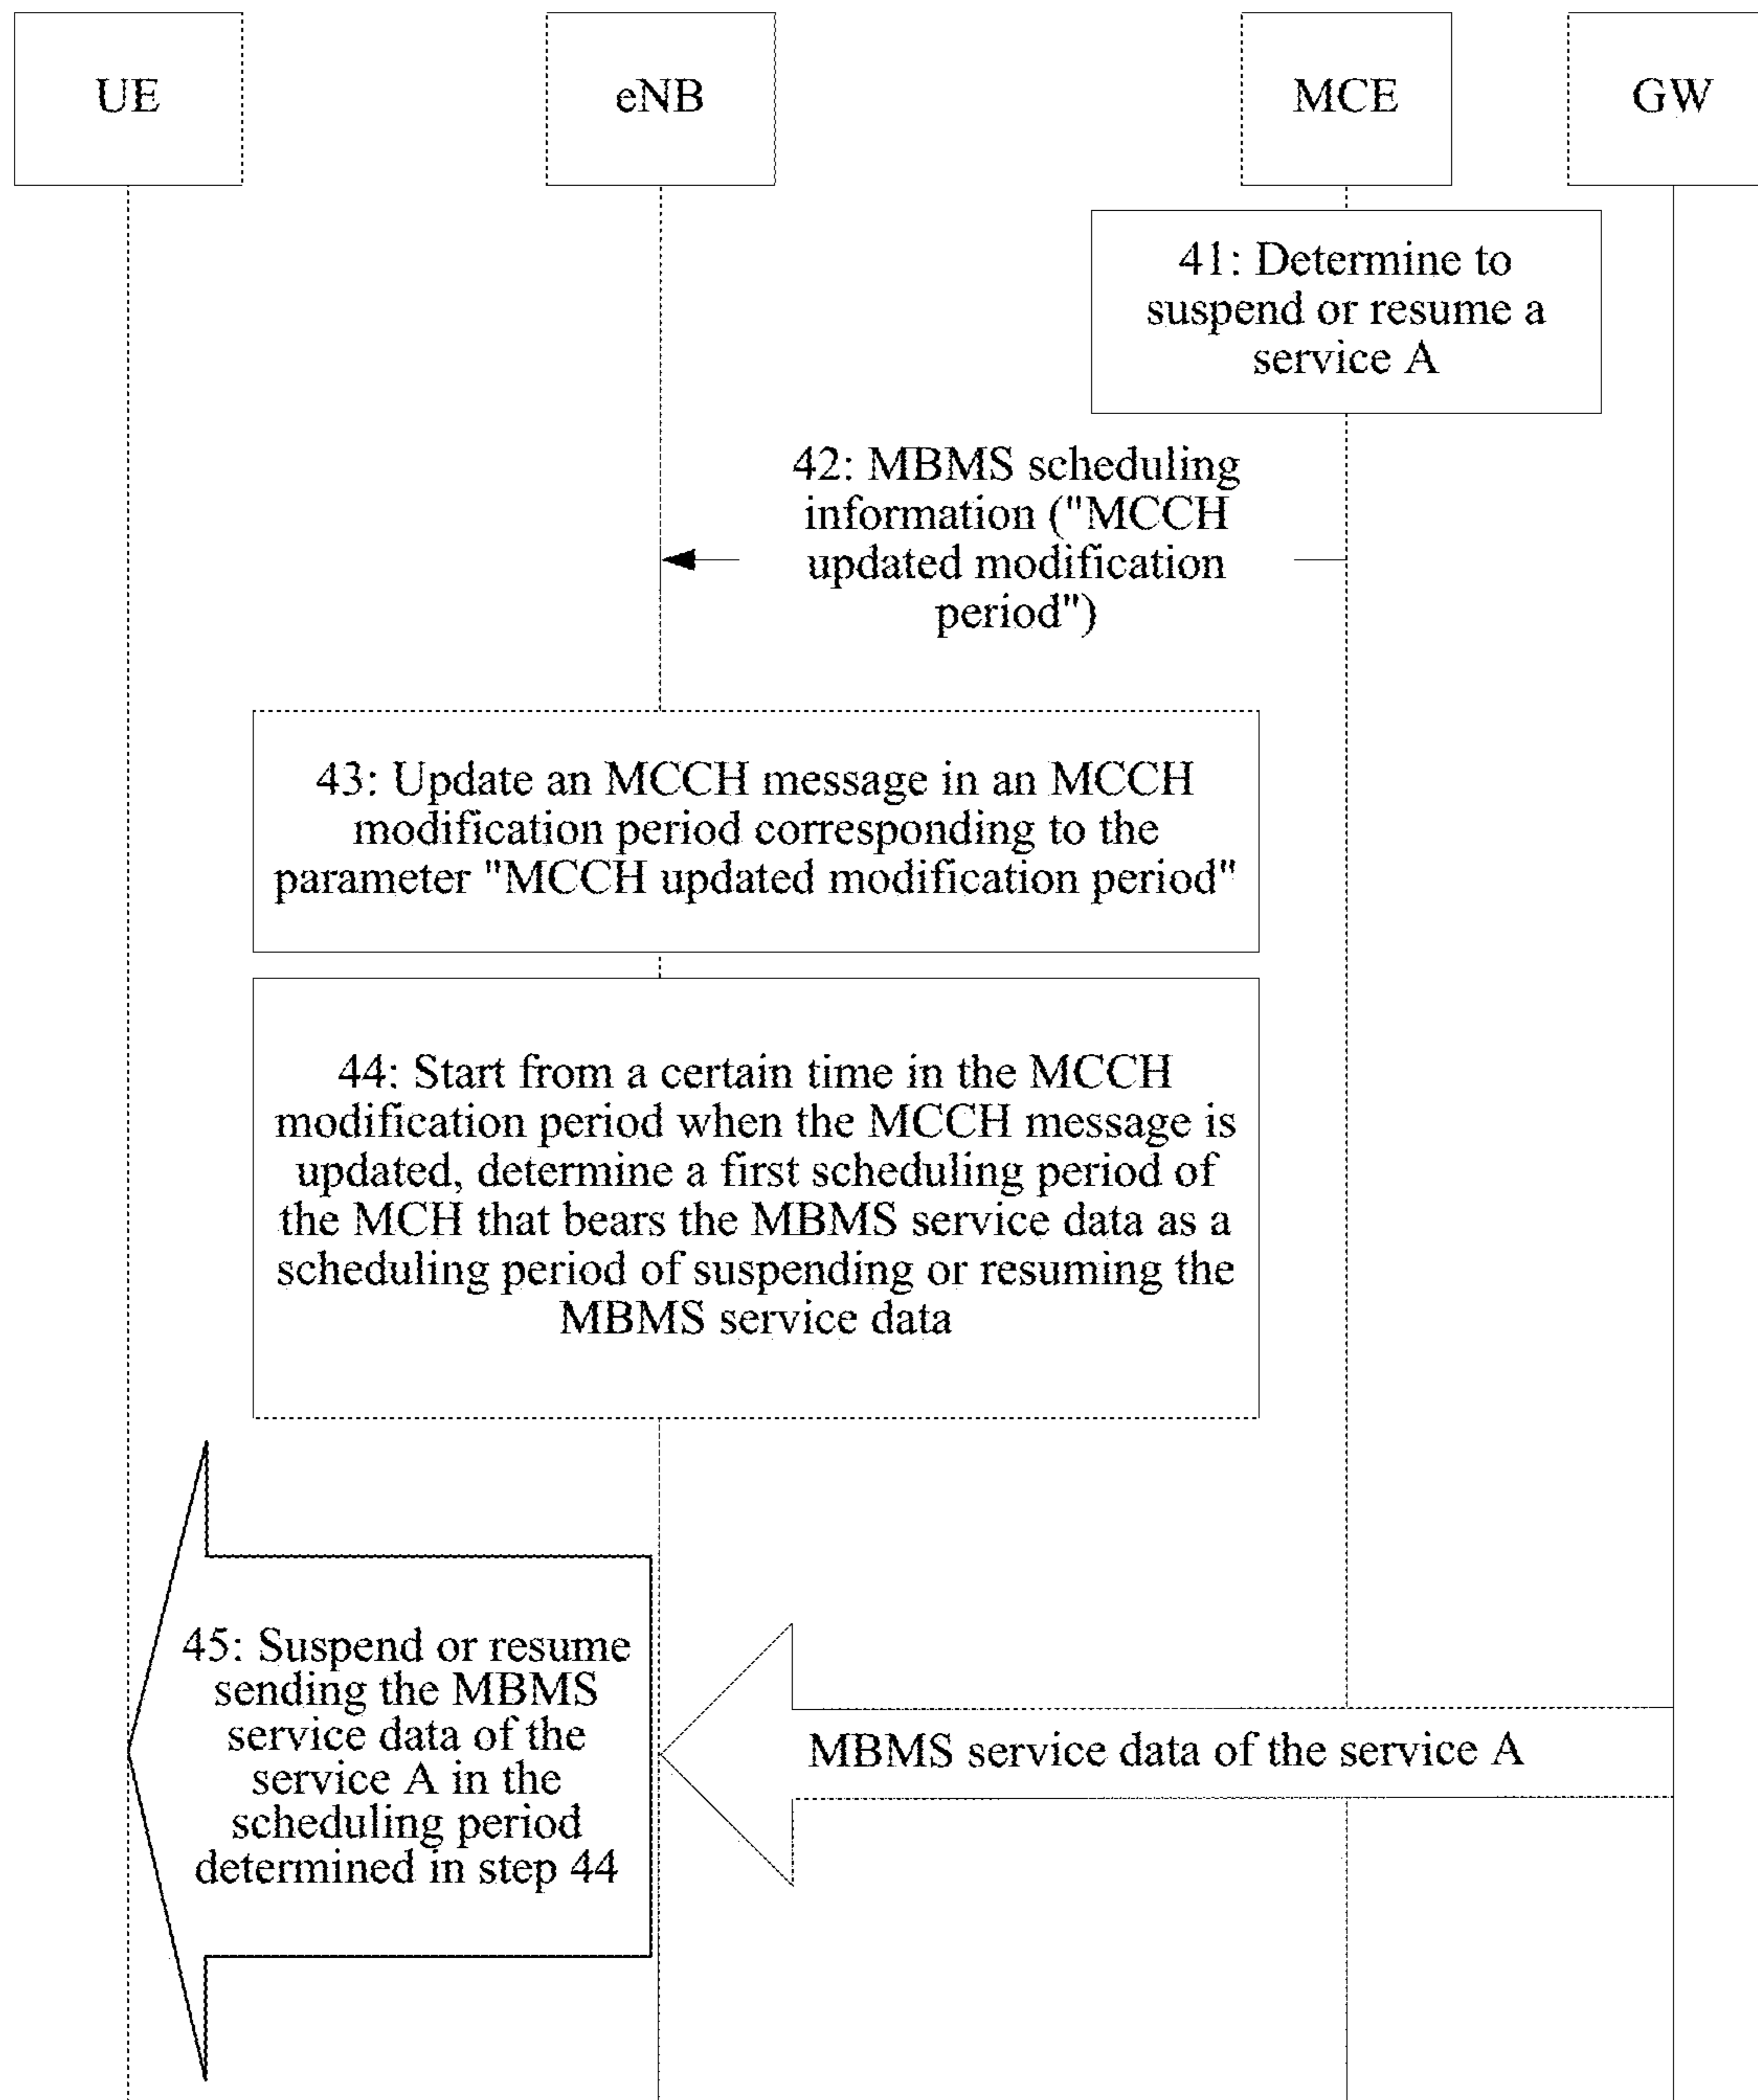 UE
eNB
MCE
GW
41: Determine to
suspend or resume a
service A
42: MBMS scheduling
information ("MCCH
updated modification
period")
43: Update an MCCH message in an MCCH
modification period corresponding to the
parameter "MCCH updated modification period"
44: Start from a certain time in the MCCH
modification period when the MCCH message is
updated, determine a first scheduling period of
the MCH that bears the MBMS service data as a
scheduling period of suspending or resuming the
MBMS service data
45: Suspend or resume
sending the MBMS
service data of the
service A in the
scheduling period
determined in step 44
MBMS service data of the service A